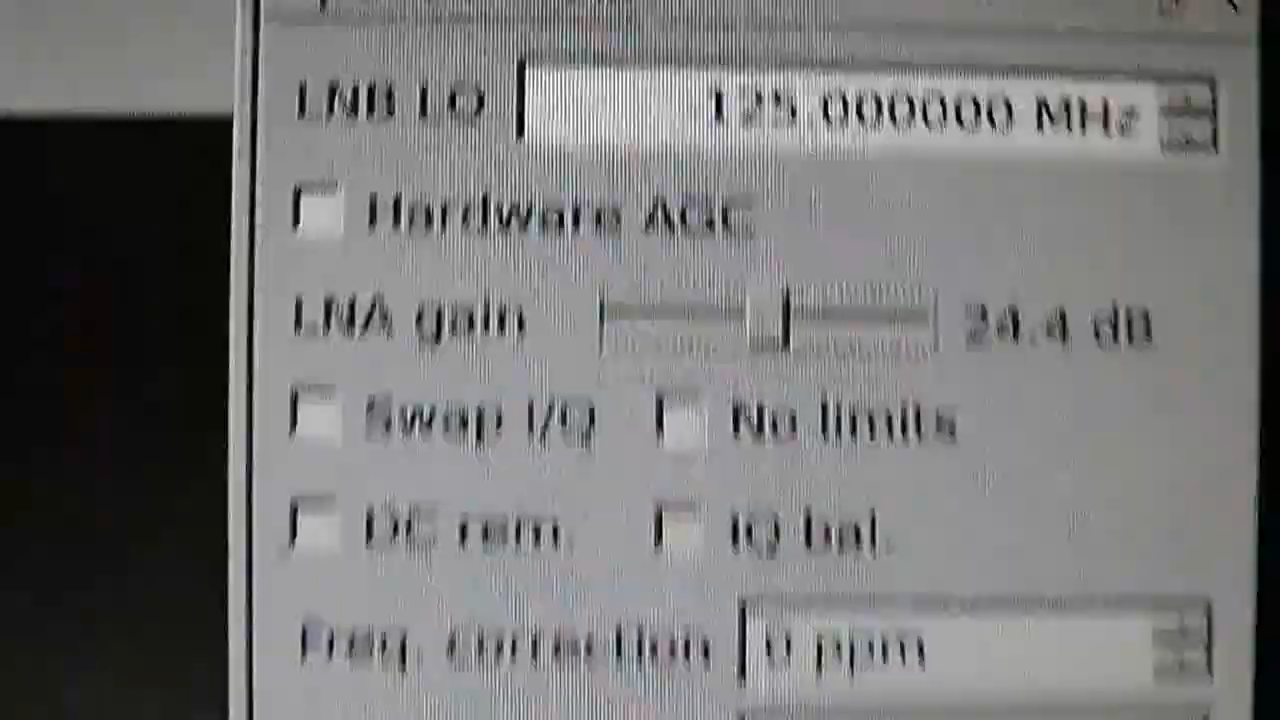 LNB LO 125.000000 MHz
Hardware AGC
LNA gain 24.4 dB
Swap I/Q No limits
DC rem. IQ bal.
Freq. correction 0 ppm